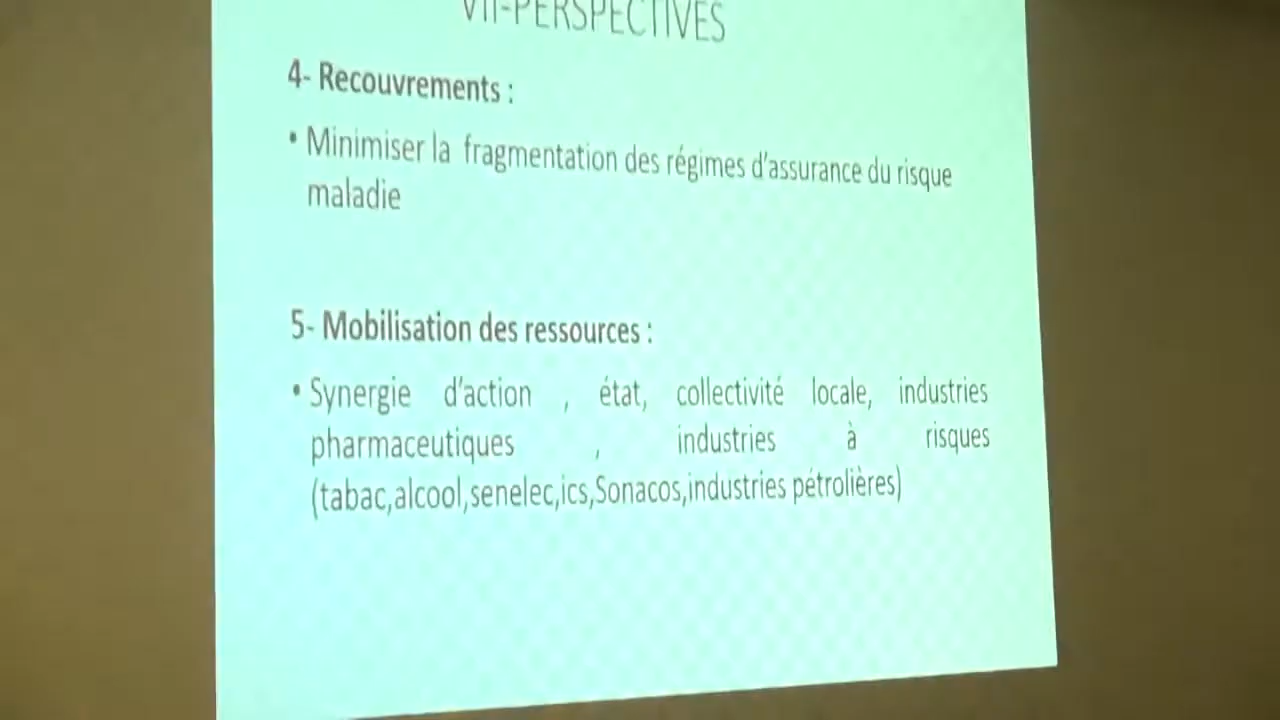 VII-PERSPECTIVES
4- Recouvrements :
• Minimiser la fragmentation des régimes d'assurance du risque
maladie
5- Mobilisation des ressources :
• Synergie d'action , état, collectivité locale, industries
pharmaceutiques , industries à risques
(tabac,alcool,senelec,ics,Sonacos,industries pétrolières)